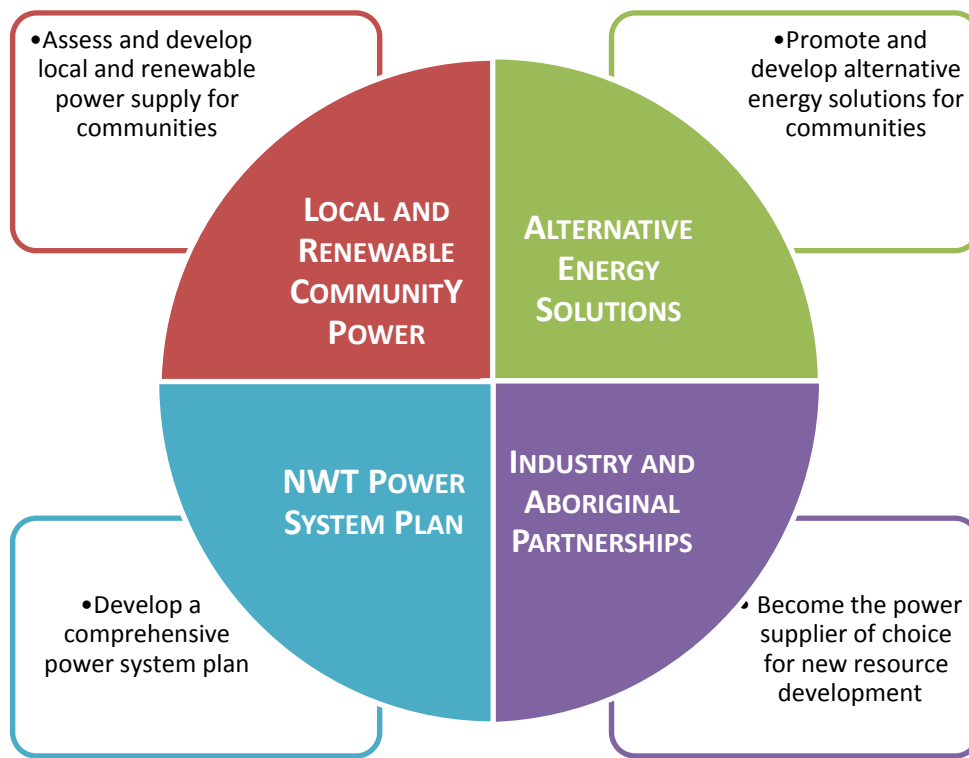 •Assess and develop
local and renewable
power supply for
communities
•Promote and
develop alternative
energy solutions for
communities
LOCAL AND
RENEWABLE
COMMUNITY
POWER
ALTERNATIVE
ENERGY
SOLUTIONS
NWT POWER
SYSTEM PLAN
INDUSTRY AND
ABORIGINAL
PARTNERSHIPS
•Develop a
comprehensive
power system plan
• Become the power
supplier of choice
for new resource
development